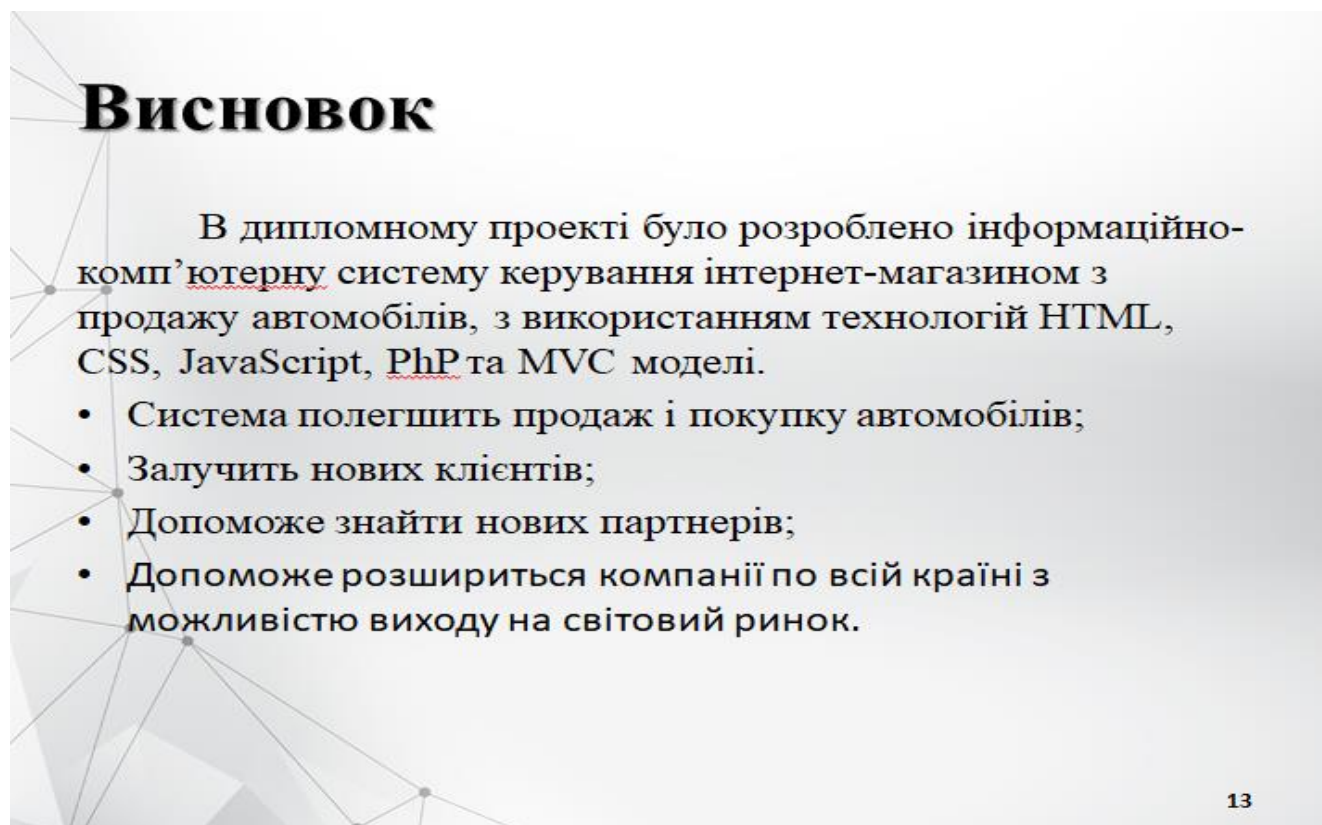 Висновок
В дипломному проекті було розроблено інформаційно-
комп’ютерну систему керування інтернет-магазином з
продажу автомобілів, з використанням технологій HTML,
CSS, JavaScript, PhP та MVC моделі.
• Система полегшить продаж і покупку автомобілів;
• Залучить нових клієнтів;
• Допоможе знайти нових партнерів;
• Допоможе розшириться компанії по всій країні з
можливістю виходу на світовий ринок.
13